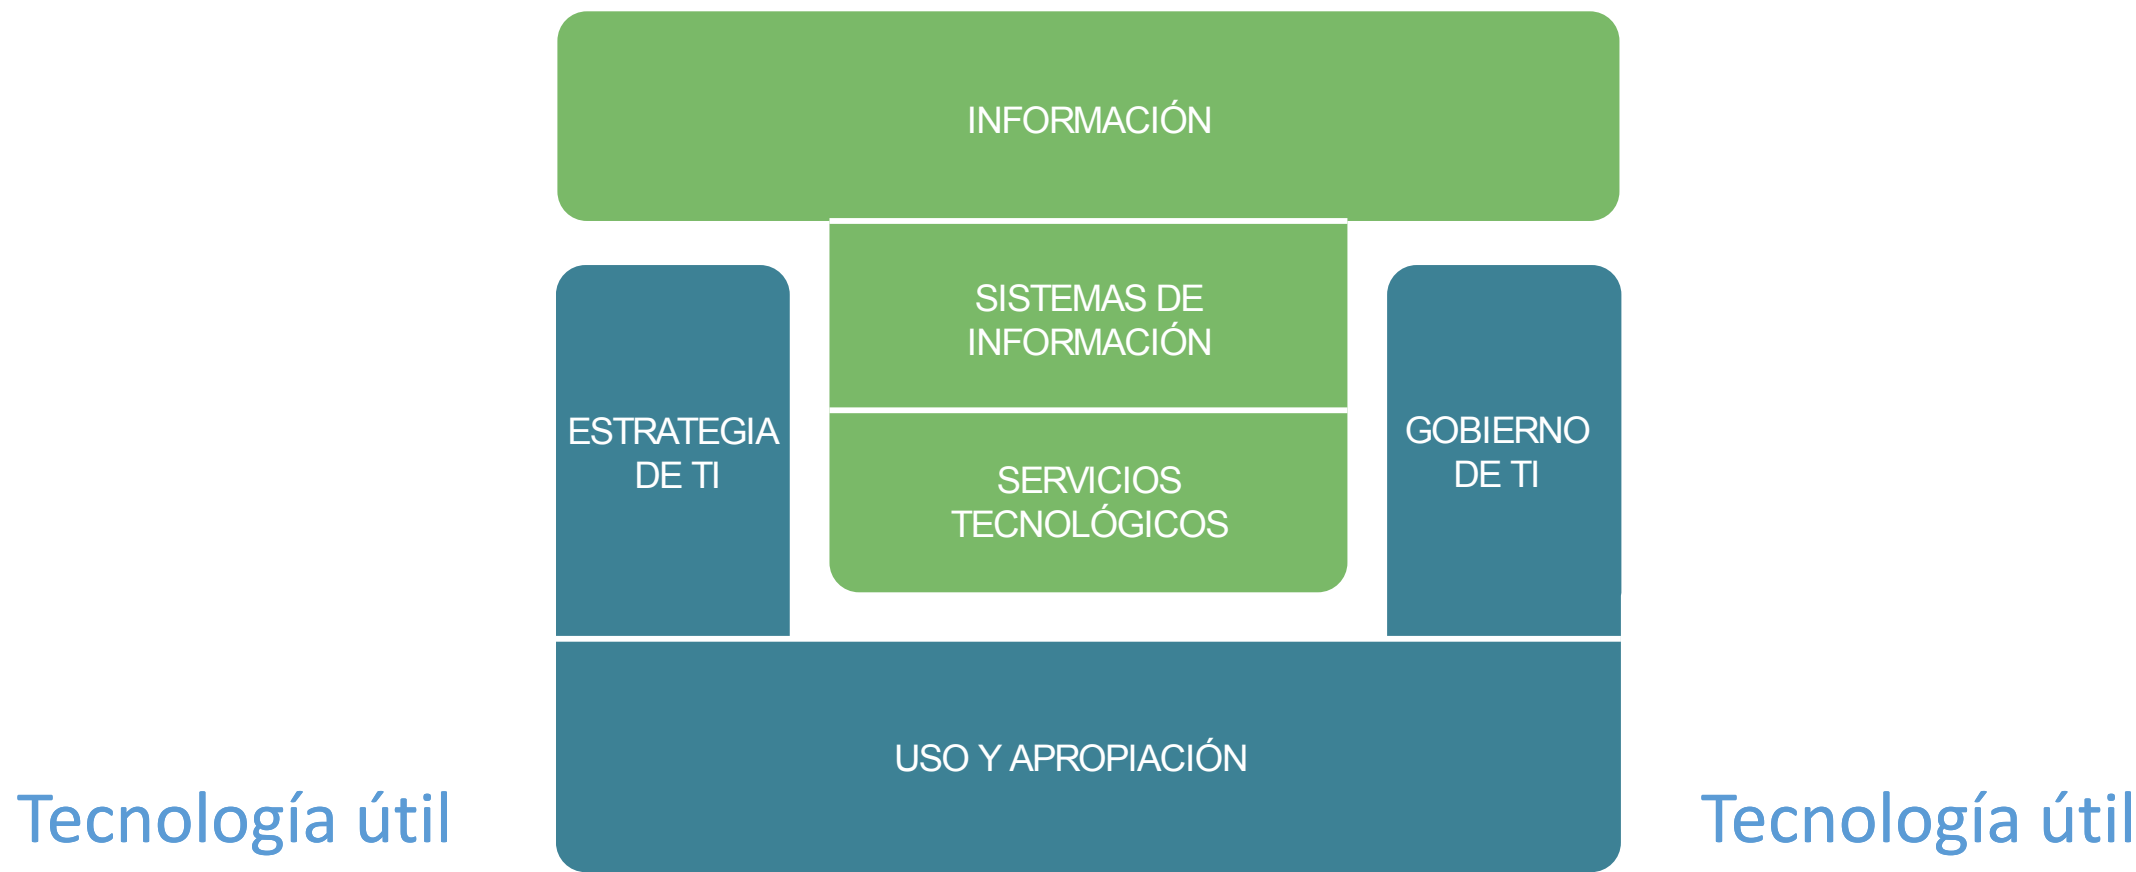 INFORMACIÓN
SISTEMAS DE
INFORMACIÓN
ESTRATEGIA
DE TI
SERVICIOS
TECNOLÓGICOS
GOBIERNO
DE TI
USO Y APROPIACIÓN
Tecnología útil
Tecnología útil